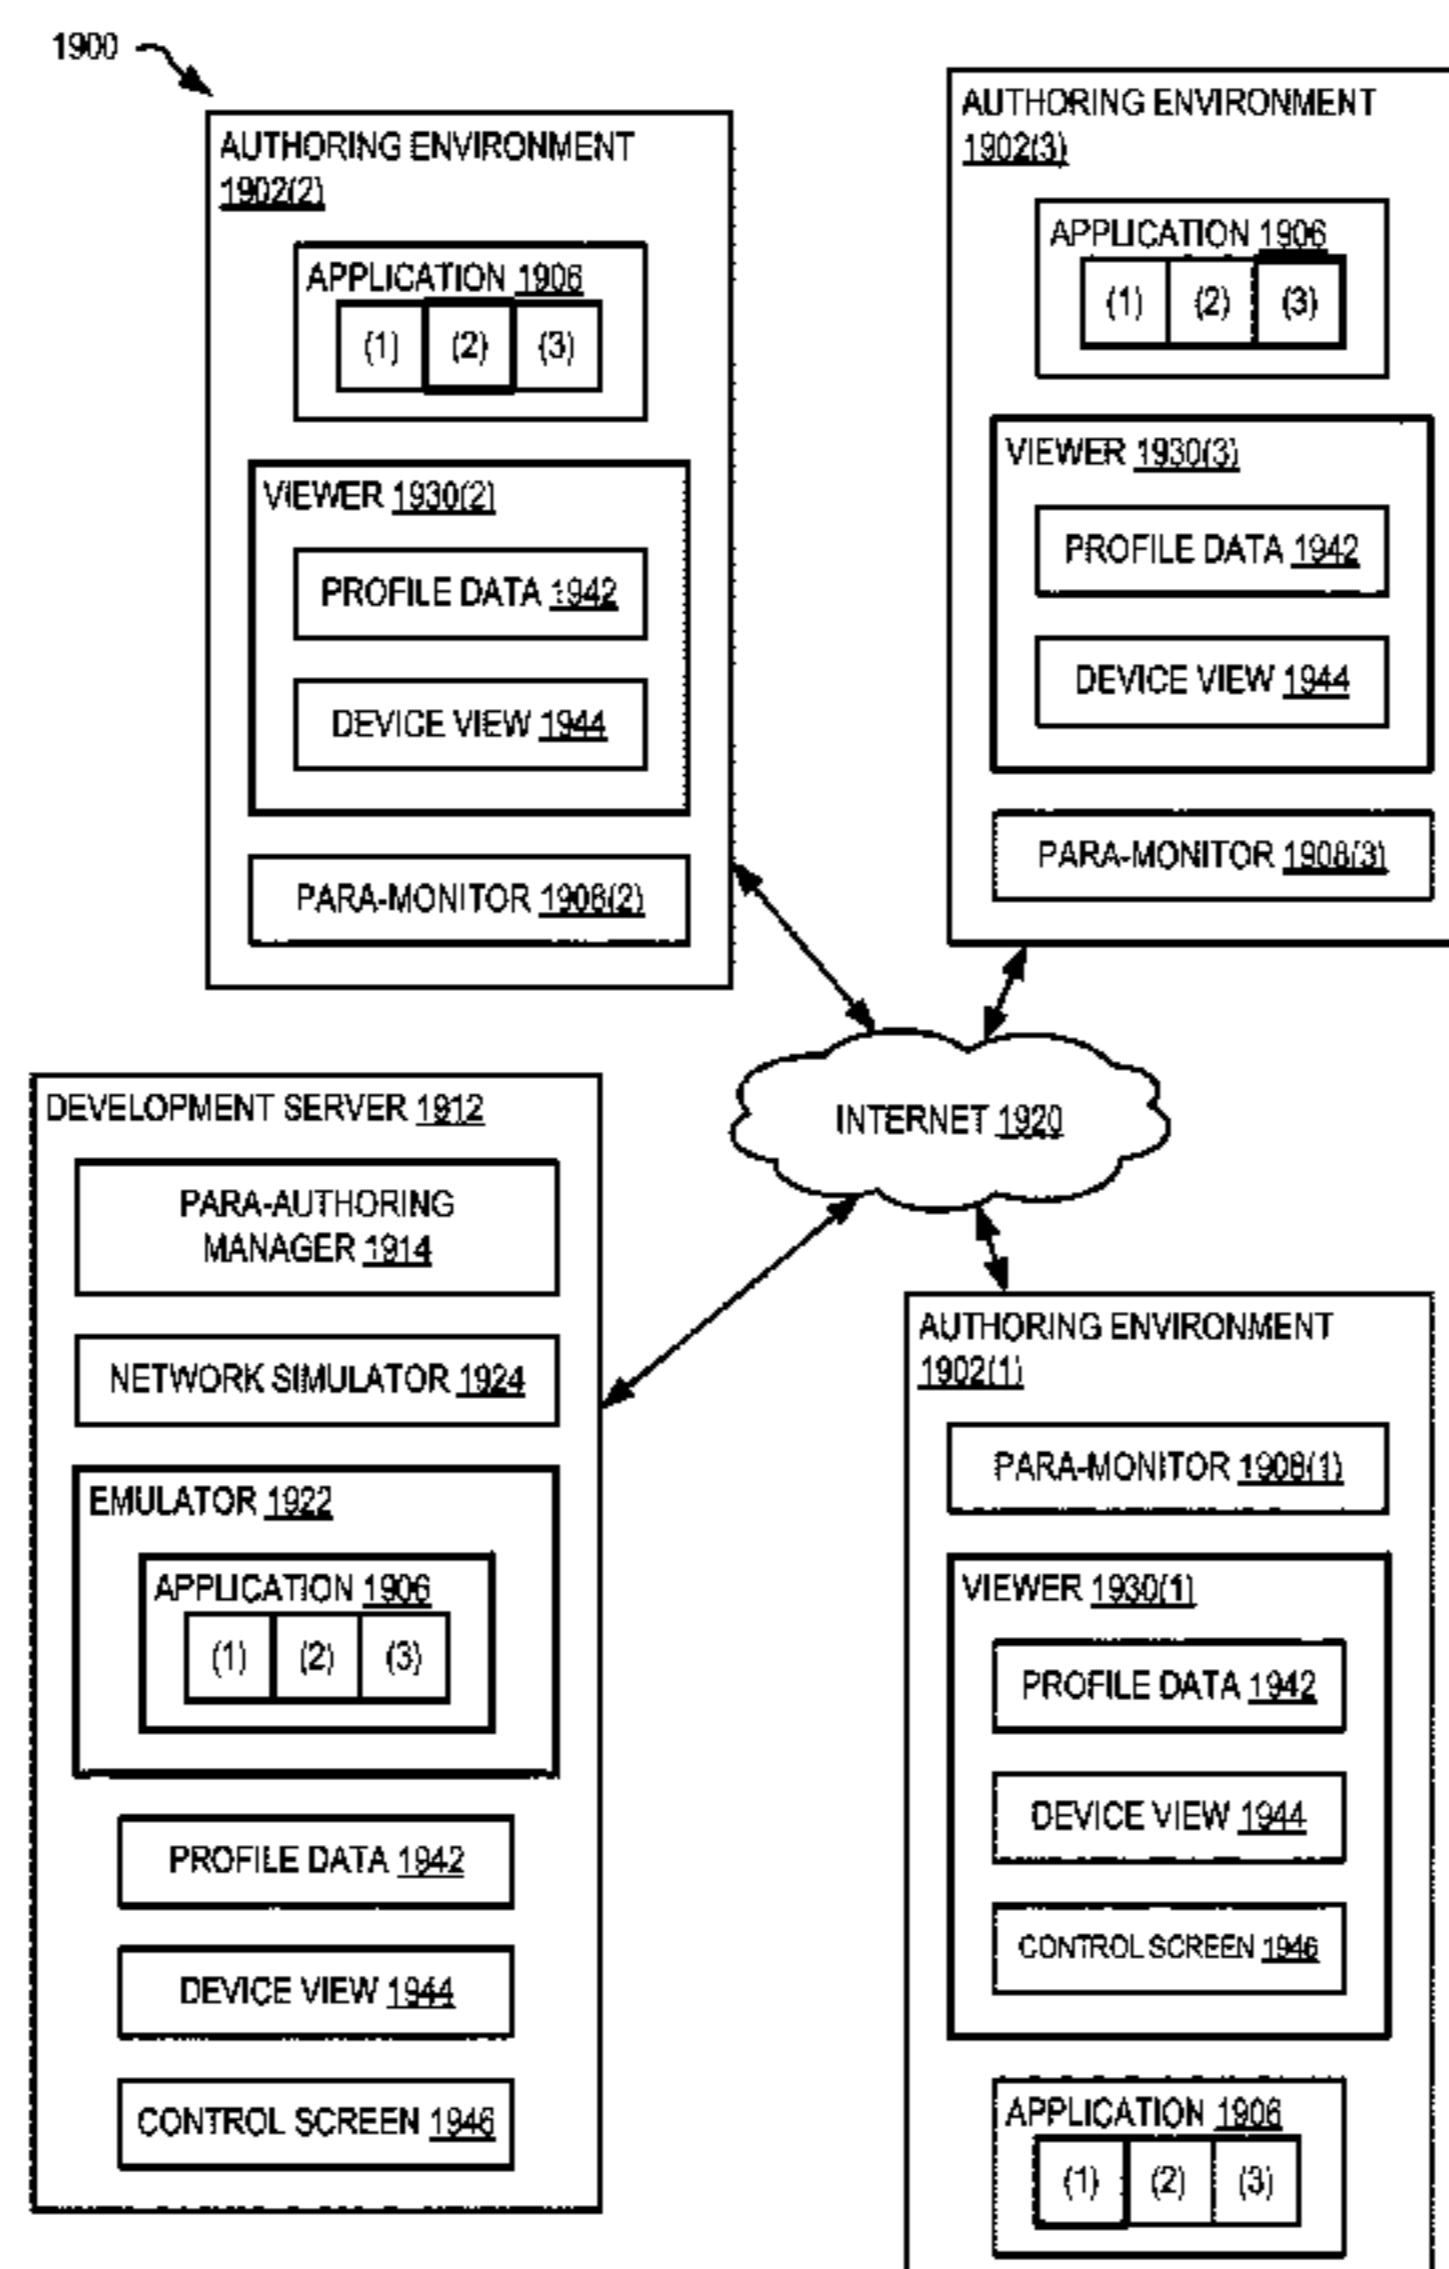 1900
AUTHORING ENVIRONMENT
1902(2)
APPLICATION 1906
(1) (2) (3)
VIEWER 1930(2)
PROFILE DATA 1942
DEVICE VIEW 1944
PARA-MONITOR 1908(2)
AUTHORING ENVIRONMENT
1902(3)
APPLICATION 1906
(1) (2) (3)
VIEWER 1930(3)
PROFILE DATA 1942
DEVICE VIEW 1944
PARA-MONITOR 1908(3)
INTERNET 1920
DEVELOPMENT SERVER 1912
PARA-AUTHORING
MANAGER 1914
NETWORK SIMULATOR 1924
EMULATOR 1922
APPLICATION 1906
(1) (2) (3)
PROFILE DATA 1942
DEVICE VIEW 1944
CONTROL SCREEN 1946
AUTHORING ENVIRONMENT
1902(1)
PARA-MONITOR 1908(1)
VIEWER 1930(1)
PROFILE DATA 1942
DEVICE VIEW 1944
CONTROL SCREEN 1946
APPLICATION 1906
(1) (2) (3)